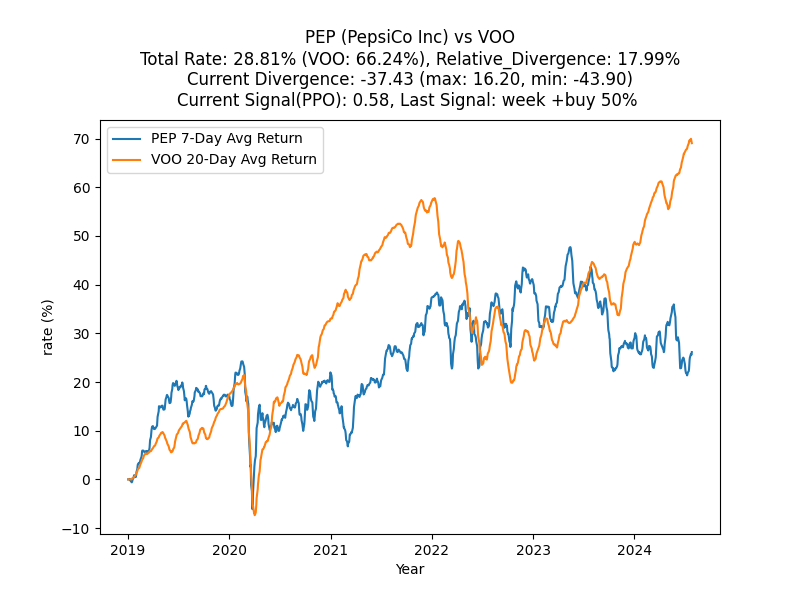 PEP (PepsiCo Inc) vs VOO
Total Rate: 28.81% (VOO: 66.24%), Relative_Divergence: 17.99%
Current Divergence: -37.43 (max: 16.20, min: -43.90)
Current Signal(PPO): 0.58, Last Signal: week +buy 50%
PEP 7-Day Avg Return
VOO 20-Day Avg Return
rate (%)
70
60
50
40
30
20
10
0
−10
2019
2020
2021
2022
2023
2024
Year